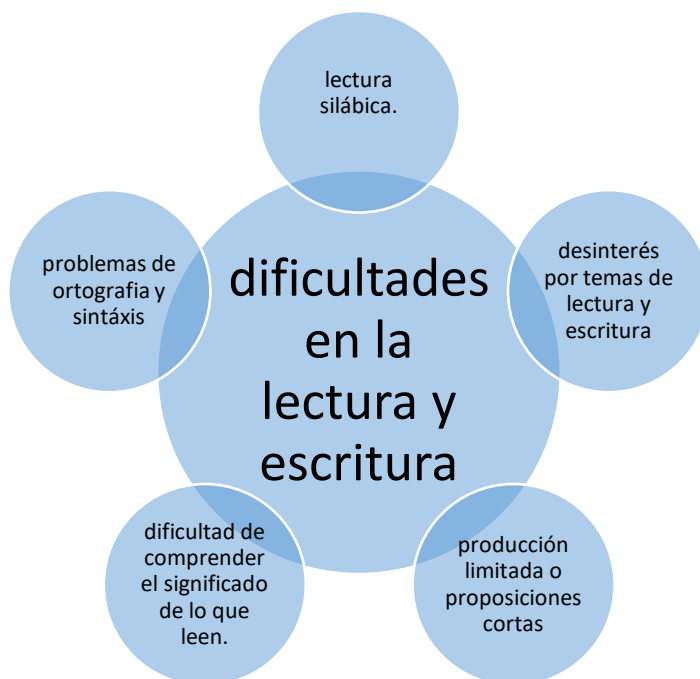 lectura
silábica.
desinterés
por temas de
lectura y
escritura
producción
limitada o
proposiciones
cortas
dificultad de
comprender
el significado
de lo que
leen.
problemas de
ortografia y
sintáxis
dificultades
en la
lectura y
escritura